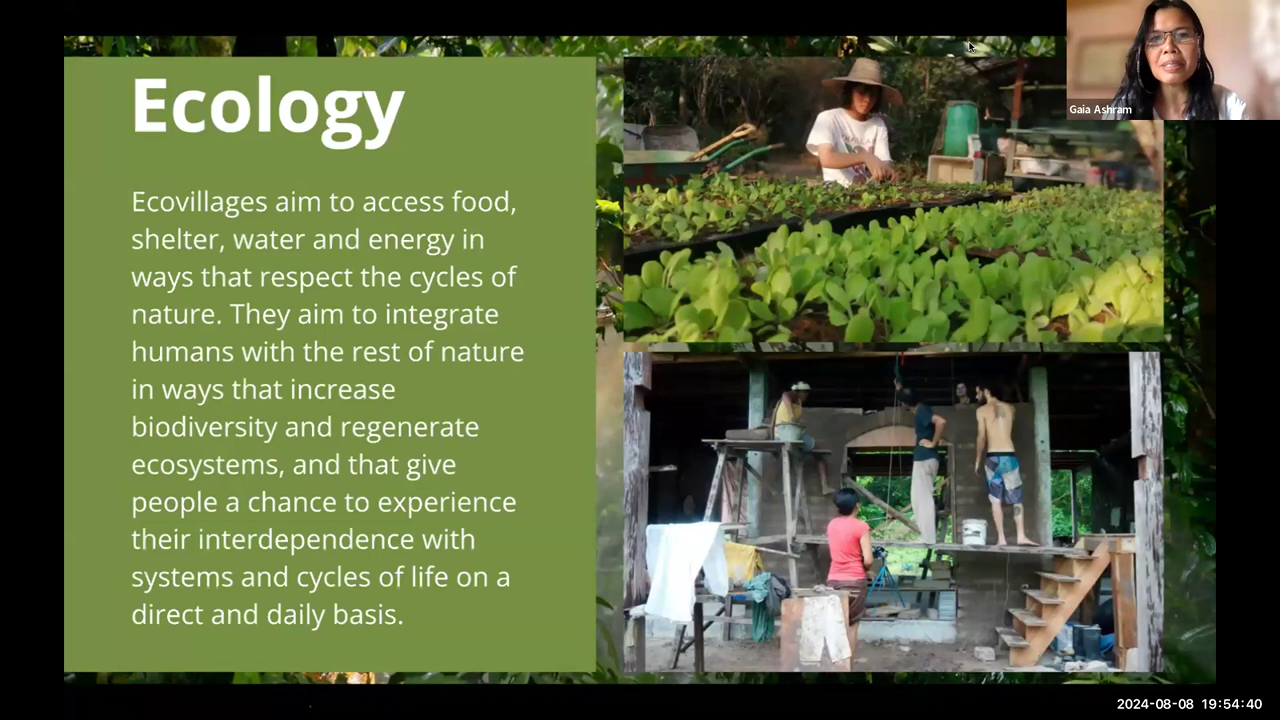 Ecology
Ecovillages aim to access food,
shelter, water and energy in
ways that respect the cycles of
nature. They aim to integrate
humans with the rest of nature
in ways that increase
biodiversity and regenerate
ecosystems, and that give
people a chance to experience
their interdependence with
systems and cycles of life on a
direct and daily basis.
Gaia Ashram
2024-08-08 19:54:40